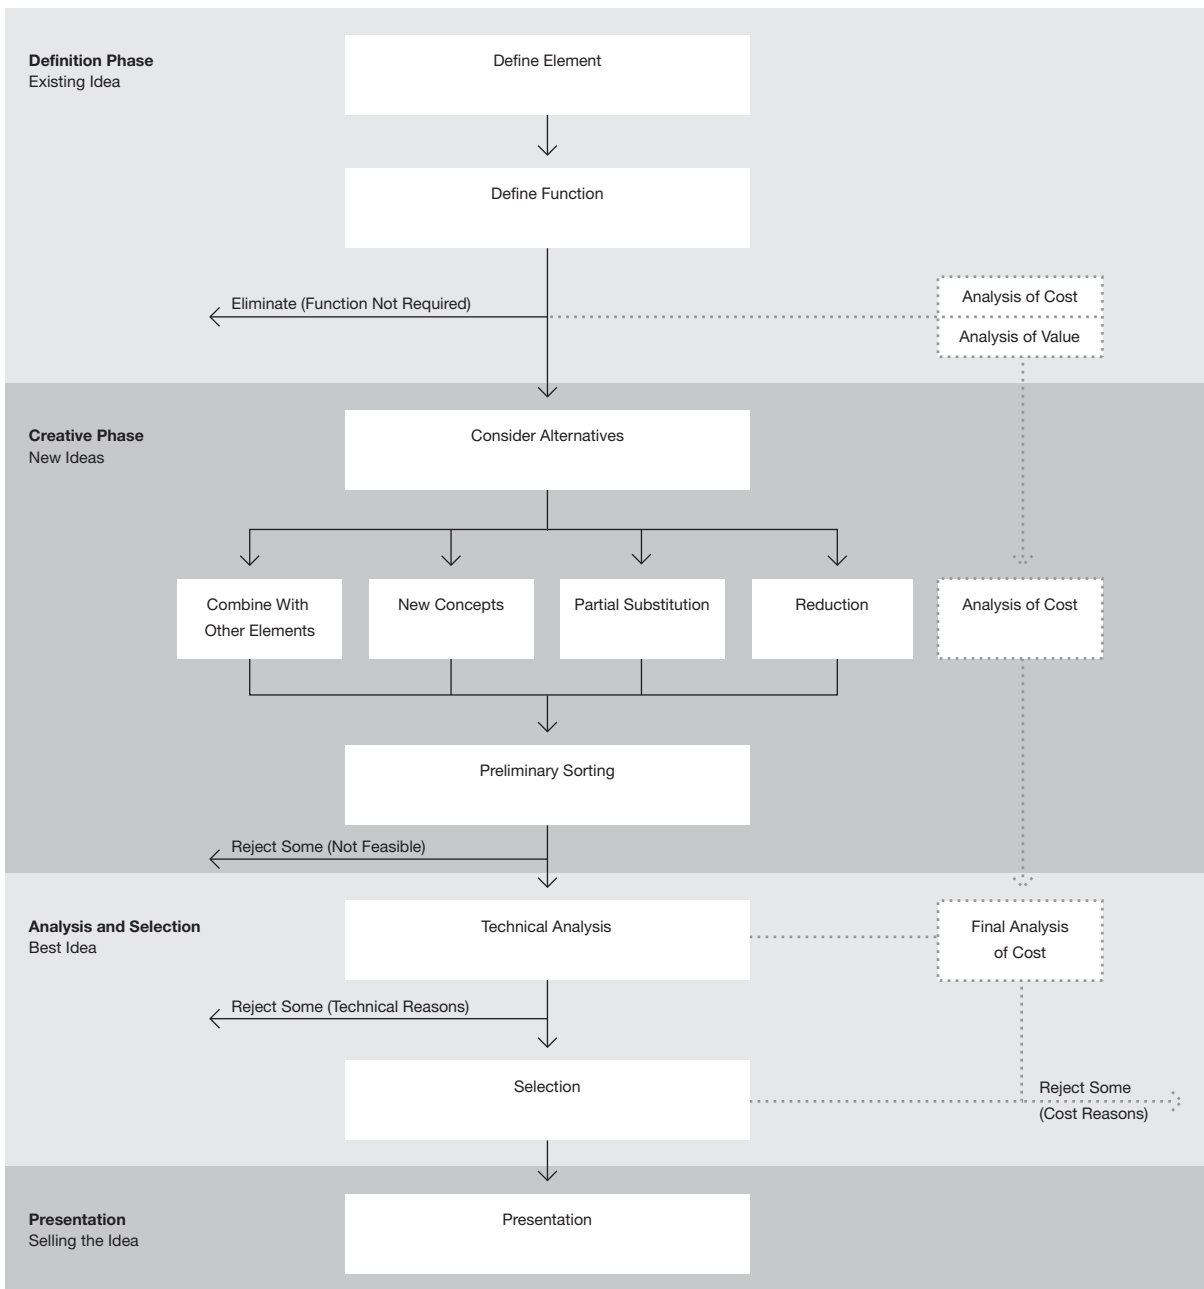 Definition Phase
Existing Idea
Define Element
Define Function
Eliminate (Function Not Required)
Analysis of Cost
Analysis of Value
Creative Phase
New Ideas
Consider Alternatives
Combine With
Other Elements
New Concepts
Partial Substitution
Reduction
Analysis of Cost
Preliminary Sorting
Reject Some (Not Feasible)
Analysis and Selection
Best Idea
Technical Analysis
Final Analysis
of Cost
Reject Some (Technical Reasons)
Selection
Reject Some
(Cost Reasons)
Presentation
Selling the Idea
Presentation